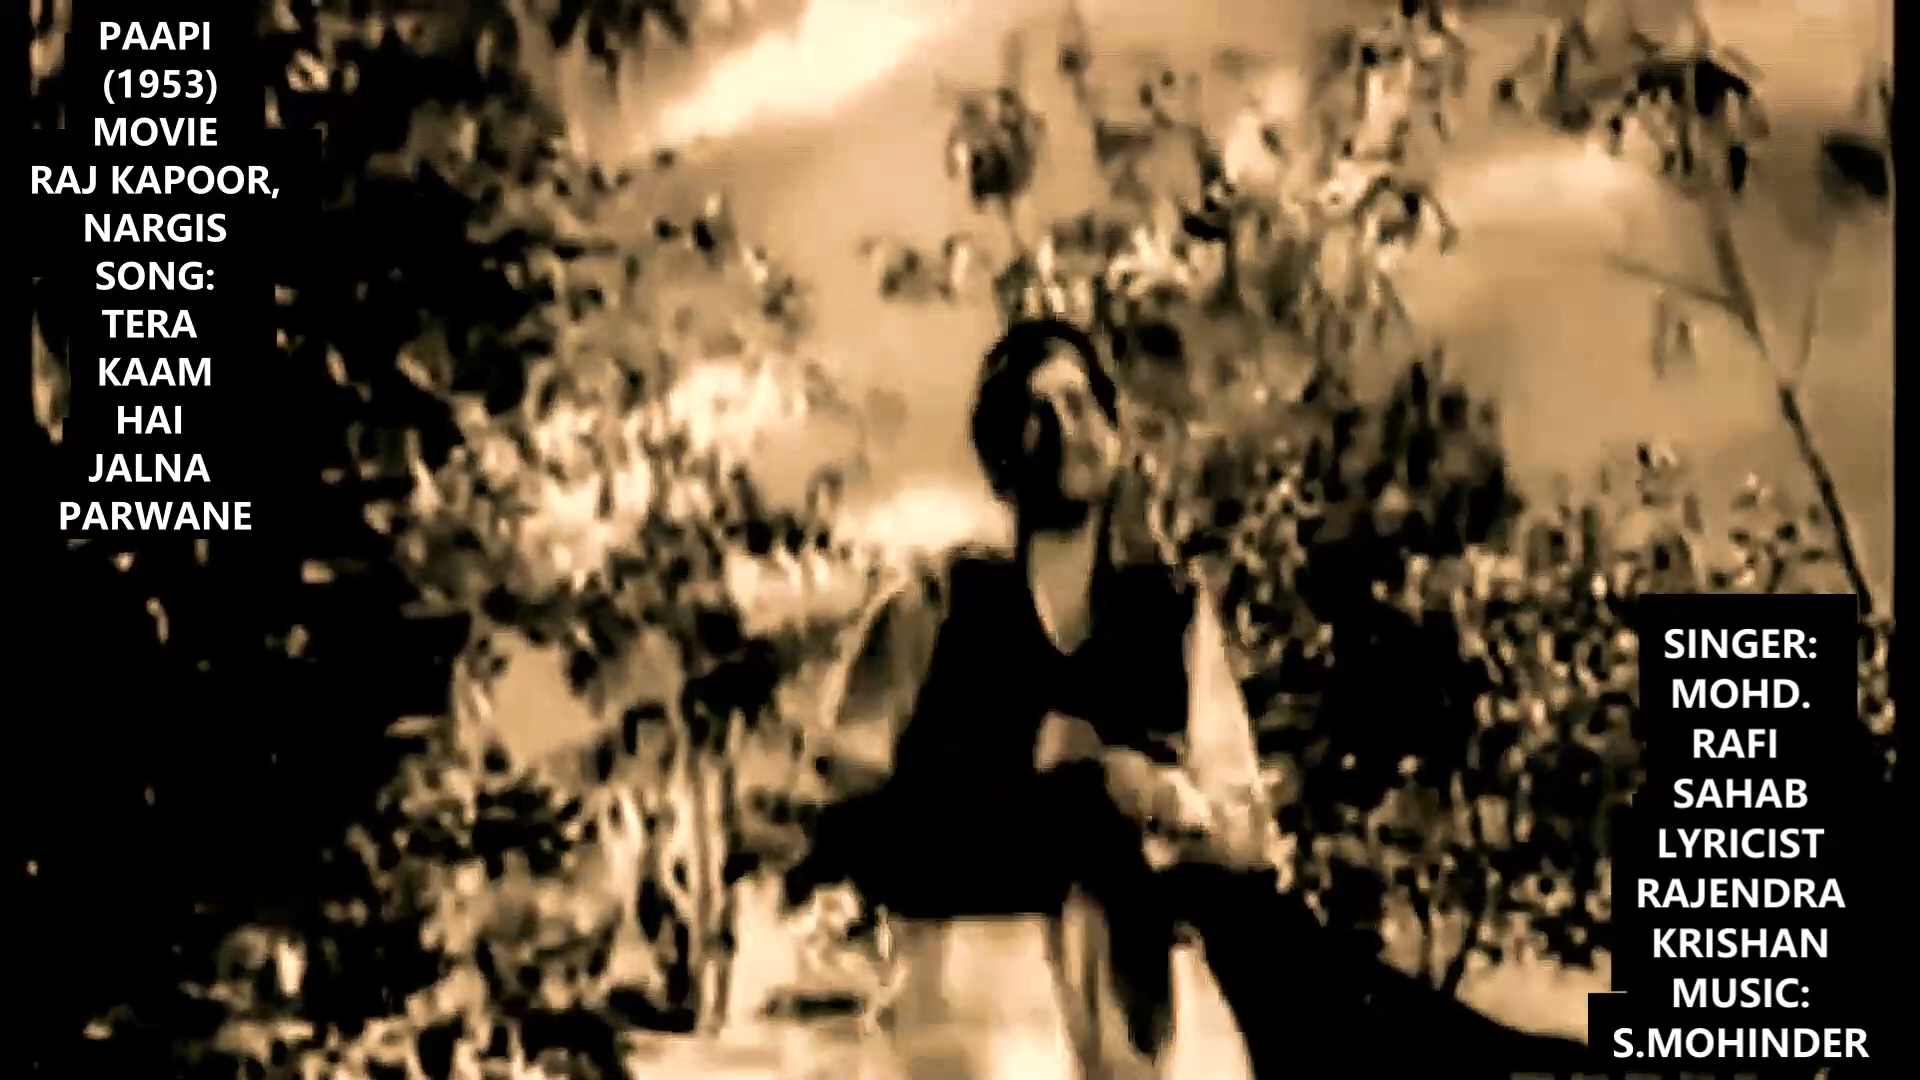 PAAPI
(1953)
MOVIE
RAJ KAPOOR,
NARGIS
SONG:
TERA
KAAM
HAI
JALNA
PARWANE
SINGER:
MOHD.
RAFI
SAHAB
LYRICIST
RAJENDRA
KRISHAN
MUSIC:
S.MOHINDER